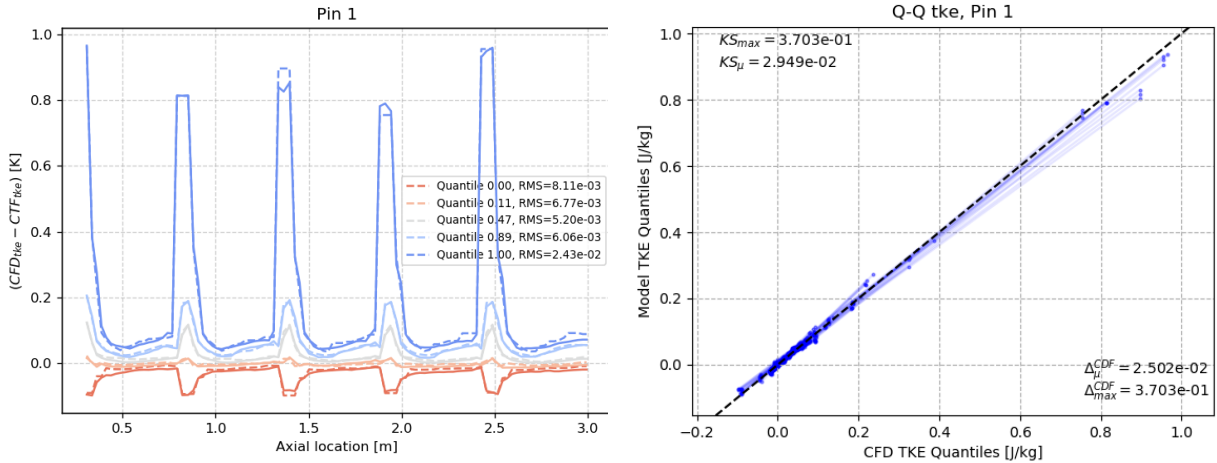 Pin 1
1.0
0.8
0.6
0.4
0.2
0.0
(CFD_tke − CTF_tke) [K]
Quantile 0.00, RMS=8.11e-03
Quantile 0.11, RMS=6.77e-03
Quantile 0.47, RMS=5.20e-03
Quantile 0.89, RMS=6.06e-03
Quantile 1.00, RMS=2.43e-02
0.5 1.0 1.5 2.0 2.5 3.0
Axial location [m]
Q-Q tke, Pin 1
KS_max = 3.703e-01
KS_μ = 2.949e-02
1.0
0.8
0.6
0.4
0.2
0.0
Model TKE Quantiles [J/kg]
Δ_μ^CDF = 2.502e-02
Δ_max^CDF = 3.703e-01
−0.2 0.0 0.2 0.4 0.6 0.8 1.0
CFD TKE Quantiles [J/kg]